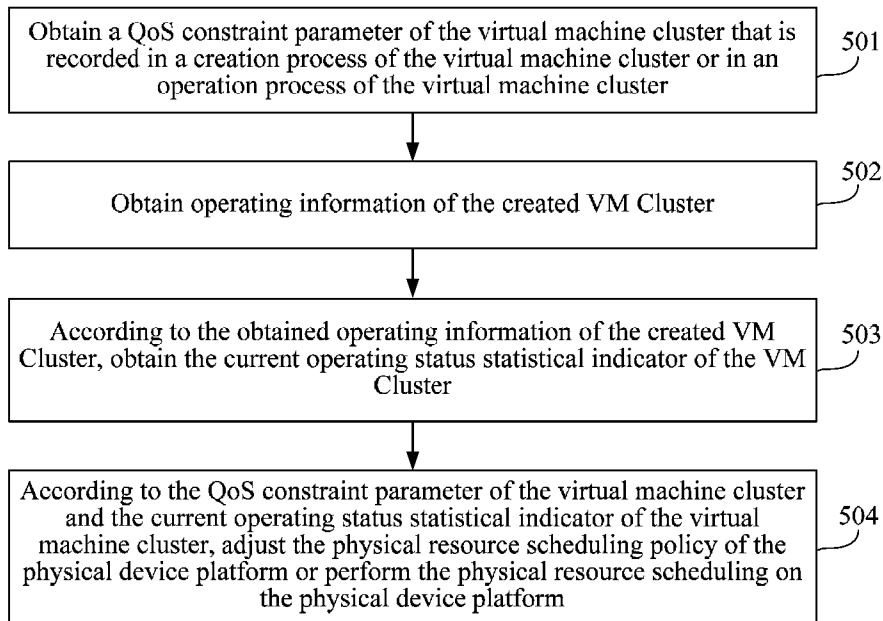 Obtain a QoS constraint parameter of the virtual machine cluster that is
recorded in a creation process of the virtual machine cluster or in an
operation process of the virtual machine cluster
501
Obtain operating information of the created VM Cluster
502
According to the obtained operating information of the created VM
Cluster, obtain the current operating status statistical indicator of the VM
Cluster
503
According to the QoS constraint parameter of the virtual machine cluster
and the current operating status statistical indicator of the virtual
machine cluster, adjust the physical resource scheduling policy of the
physical device platform or perform the physical resource scheduling on
the physical device platform
504